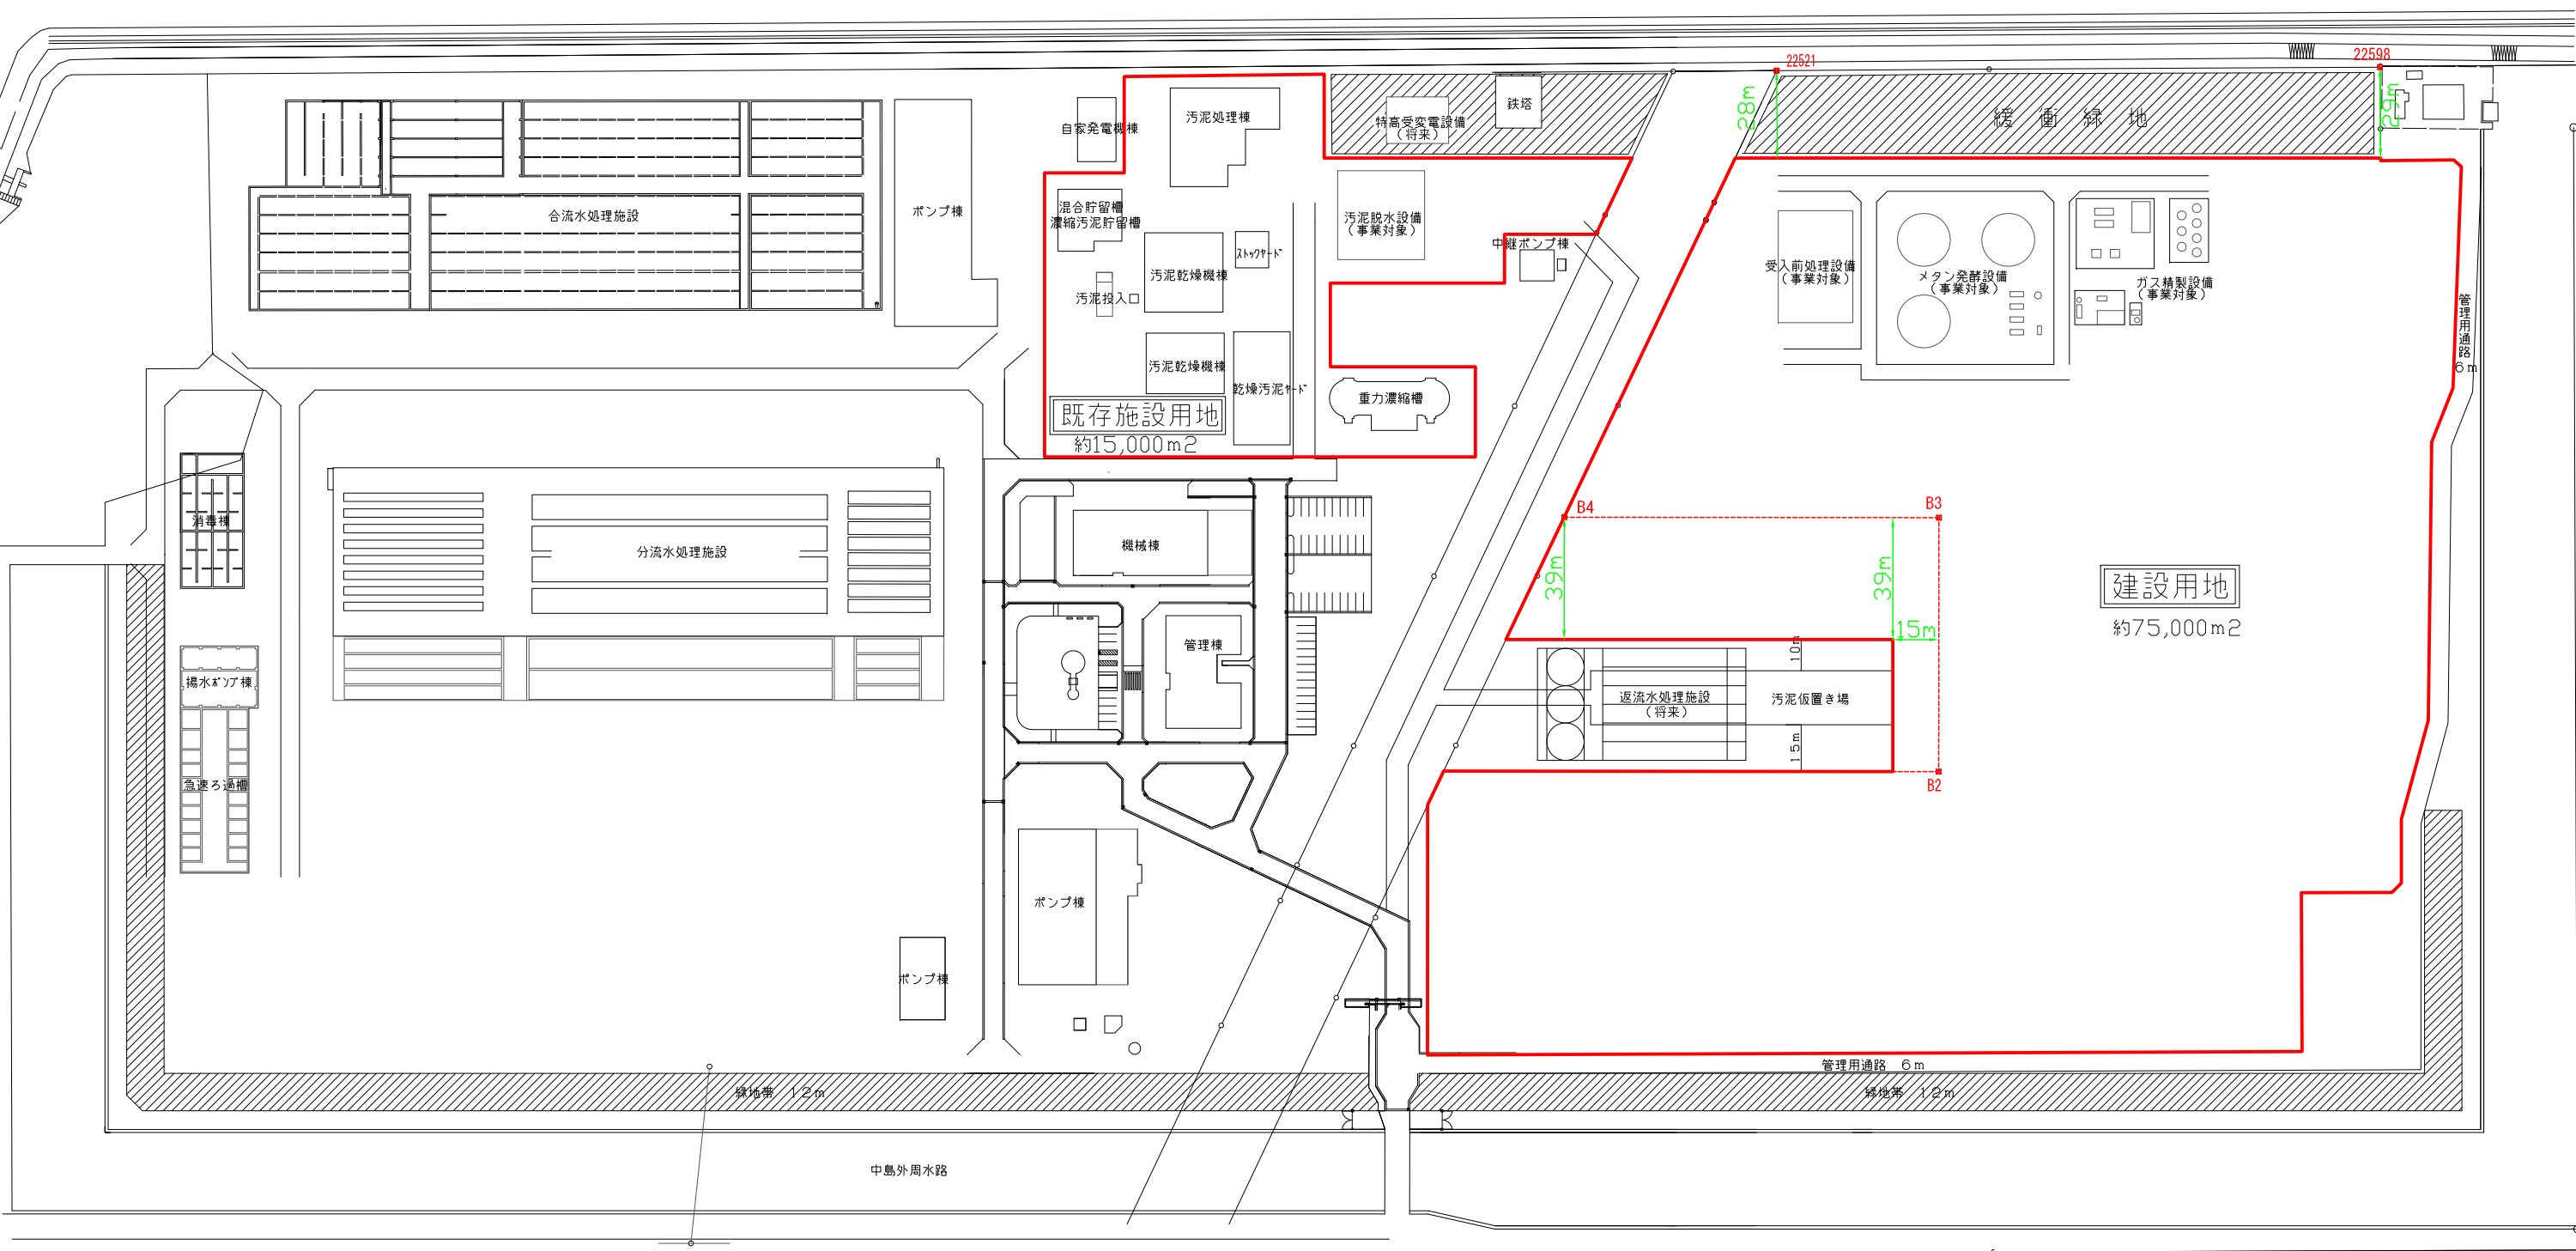 22521
22598
28m
29m
緩衝緑地
鉄塔
特高受変電設備
（将来）
自家発電機棟
汚泥処理棟
合流水処理施設
ポンプ棟
混合貯留槽
濃縮汚泥貯留槽
ｽﾄｯｸﾔｰﾄﾞ
汚泥脱水設備
（事業対象）
中継ポンプ棟
汚泥乾燥機棟
汚泥投入口
受入前処理設備
（事業対象）
メタン発酵設備
（事業対象）
ガス精製設備
（事業対象）
管理用通路
6m
汚泥乾燥機棟
乾燥汚泥ﾔｰﾄﾞ
重力濃縮槽
既存施設用地
約15,000m2
B4
B3
消毒棟
分流水処理施設
機械棟
39m
39m
建設用地
約75,000m2
15m
管理棟
10m
揚水ﾎﾟﾝﾌﾟ棟
返流水処理施設
（将来）
汚泥仮置き場
15m
B2
急速ろ過槽
ポンプ棟
ポンプ棟
管理用通路　6m
緑地帯　12m
緑地帯　12m
中島外周水路